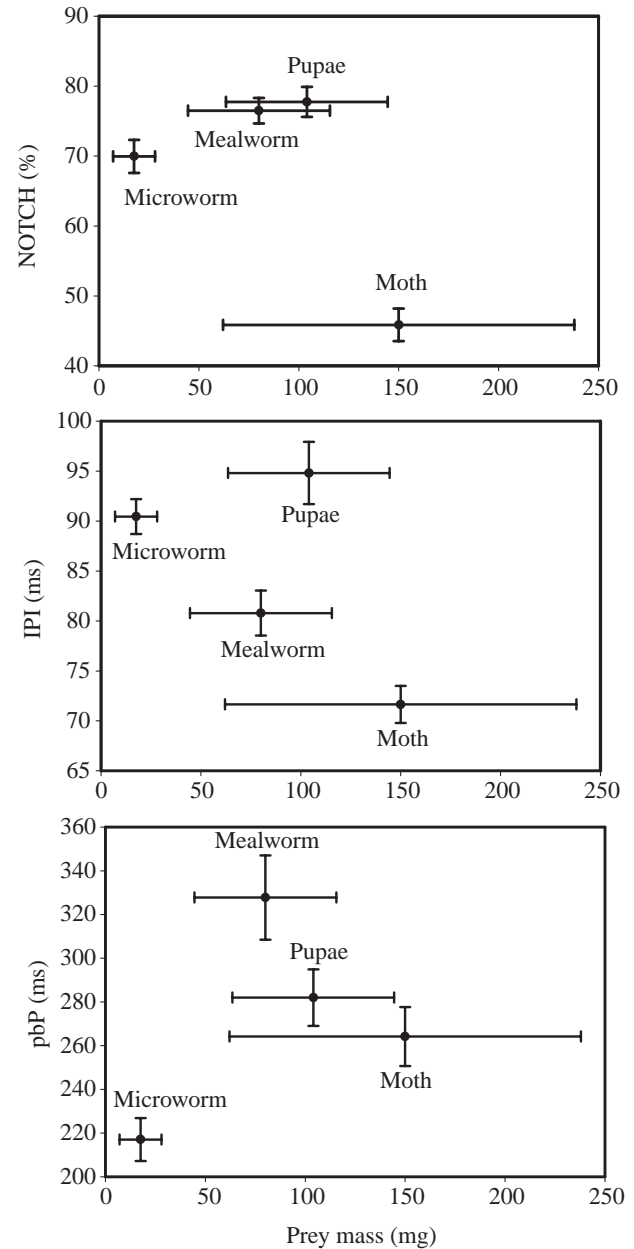 90
80
70
60
50
40
NOTCH (%)
Pupae
Mealworm
Microworm
Moth
0 50 100 150 200 250
100
95
90
85
80
75
70
65
IPI (ms)
Pupae
Microworm
Mealworm
Moth
0 50 100 150 200 250
360
340
320
300
280
260
240
220
200
pbP (ms)
Mealworm
Pupae
Moth
Microworm
0 50 100 150 200 250
Prey mass (mg)